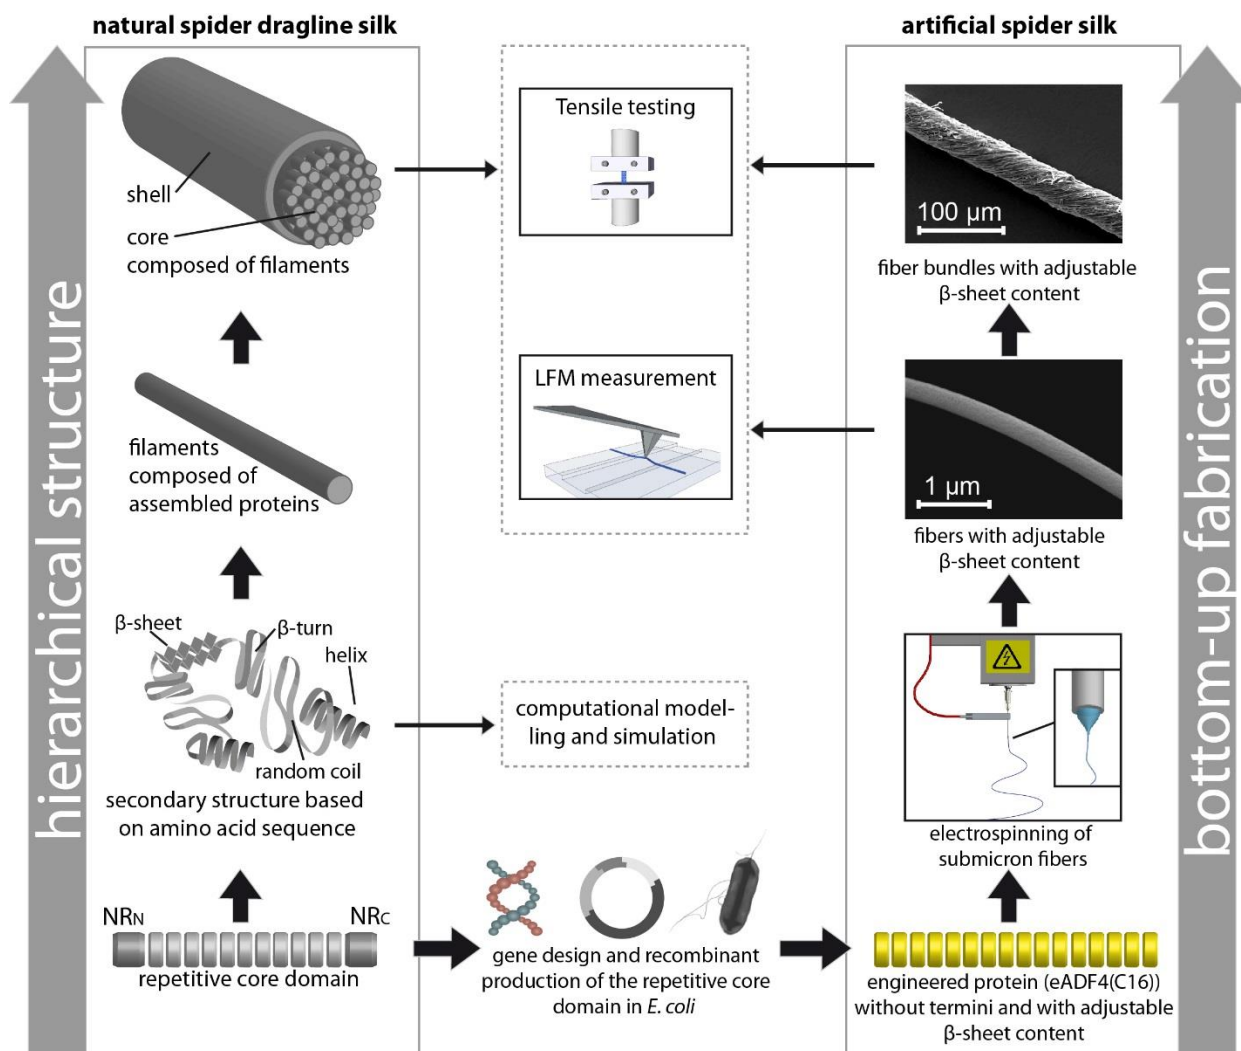 natural spider dragline silk
artificial spider silk
hierarchical structure
shell
core
composed of filaments
filaments
composed of
assembled proteins
β-sheet
β-turn
helix
random coil
secondary structure based
on amino acid sequence
NRN
NRC
repetitive core domain
Tensile testing
LFM measurement
computational model-
ling and simulation
gene design and recombinant
production of the repetitive core
domain in E. coli
100 µm
fiber bundles with adjustable
β-sheet content
1 µm
fibers with adjustable
β-sheet content
electrospinning of
submicron fibers
engineered protein (eADF4(C16))
without termini and with adjustable
β-sheet content
bottom-up fabrication